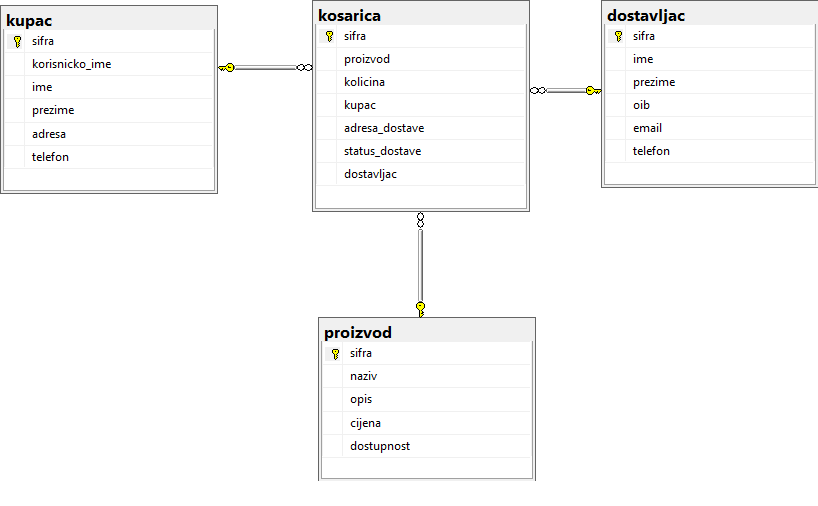 kupac
sifra
korisnicko_ime
ime
prezime
adresa
telefon
kosarica
sifra
proizvod
kolicina
kupac
adresa_dostave
status_dostave
dostavljac
dostavljac
sifra
ime
prezime
oib
email
telefon
proizvod
sifra
naziv
opis
cijena
dostupnost